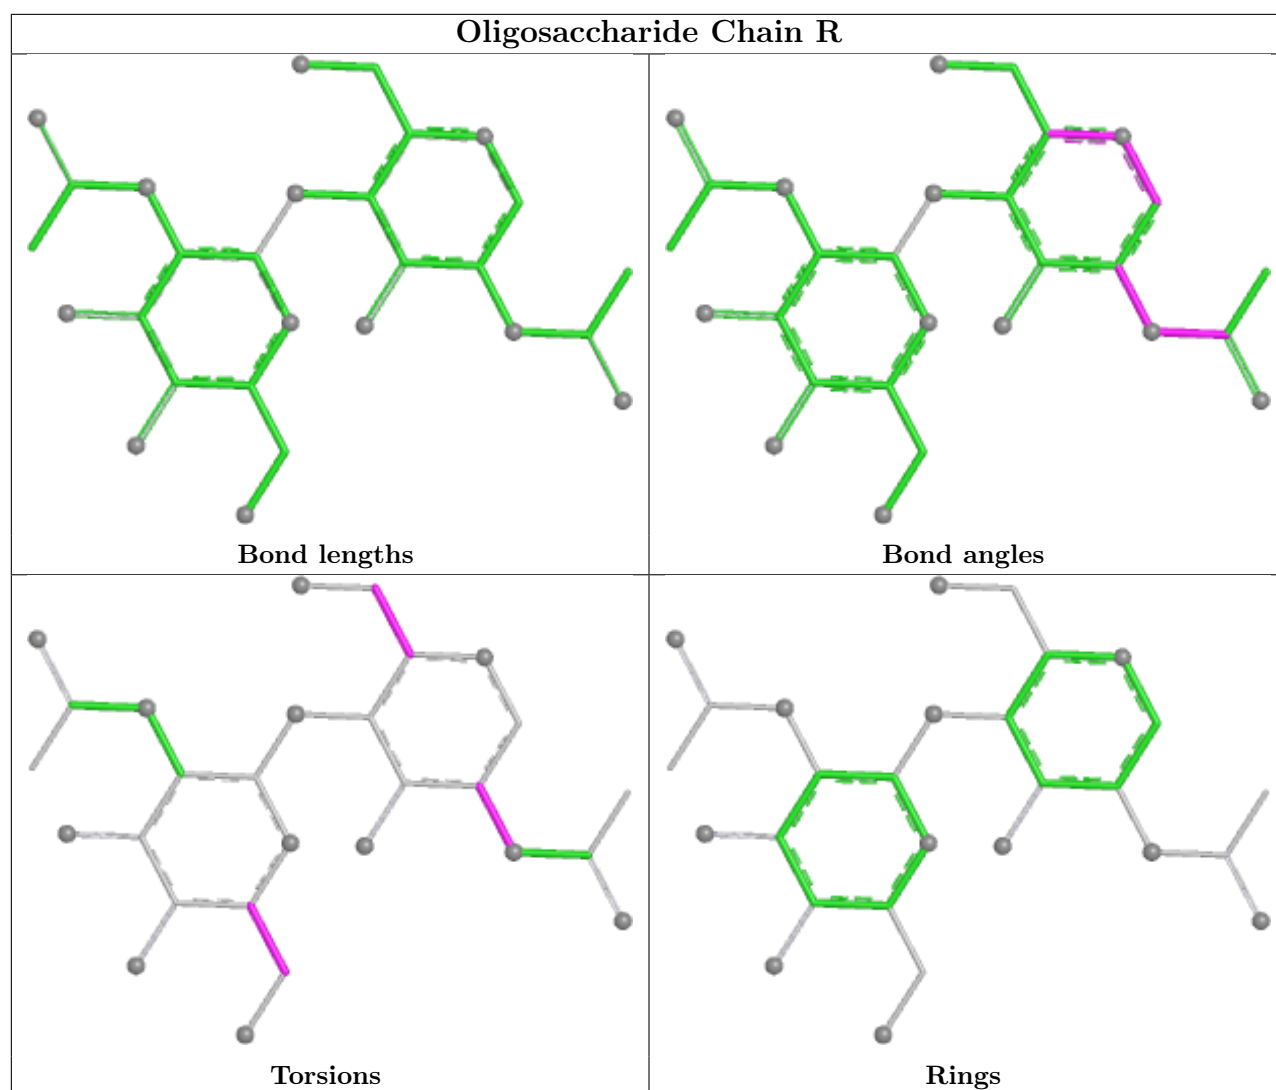 Oligosaccharide Chain R
Bond lengths
Bond angles
Torsions
Rings